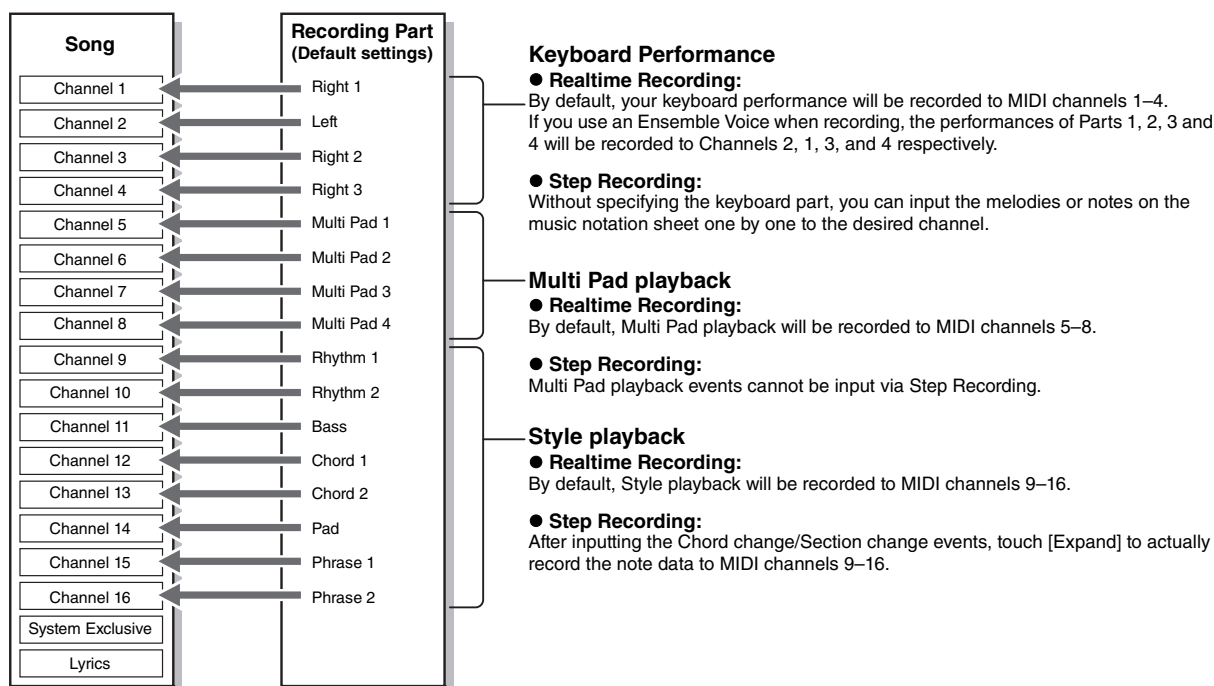 Song
Channel 1
Channel 2
Channel 3
Channel 4
Channel 5
Channel 6
Channel 7
Channel 8
Channel 9
Channel 10
Channel 11
Channel 12
Channel 13
Channel 14
Channel 15
Channel 16
System Exclusive
Lyrics
Recording Part
(Default settings)
Right 1
Left
Right 2
Right 3
Multi Pad 1
Multi Pad 2
Multi Pad 3
Multi Pad 4
Rhythm 1
Rhythm 2
Bass
Chord 1
Chord 2
Pad
Phrase 1
Phrase 2
Keyboard Performance
● Realtime Recording:
By default, your keyboard performance will be recorded to MIDI channels 1–4.
If you use an Ensemble Voice when recording, the performances of Parts 1, 2, 3 and
4 will be recorded to Channels 2, 1, 3, and 4 respectively.
● Step Recording:
Without specifying the keyboard part, you can input the melodies or notes on the
music notation sheet one by one to the desired channel.
Multi Pad playback
● Realtime Recording:
By default, Multi Pad playback will be recorded to MIDI channels 5–8.
● Step Recording:
Multi Pad playback events cannot be input via Step Recording.
Style playback
● Realtime Recording:
By default, Style playback will be recorded to MIDI channels 9–16.
● Step Recording:
After inputting the Chord change/Section change events, touch [Expand] to actually
record the note data to MIDI channels 9–16.